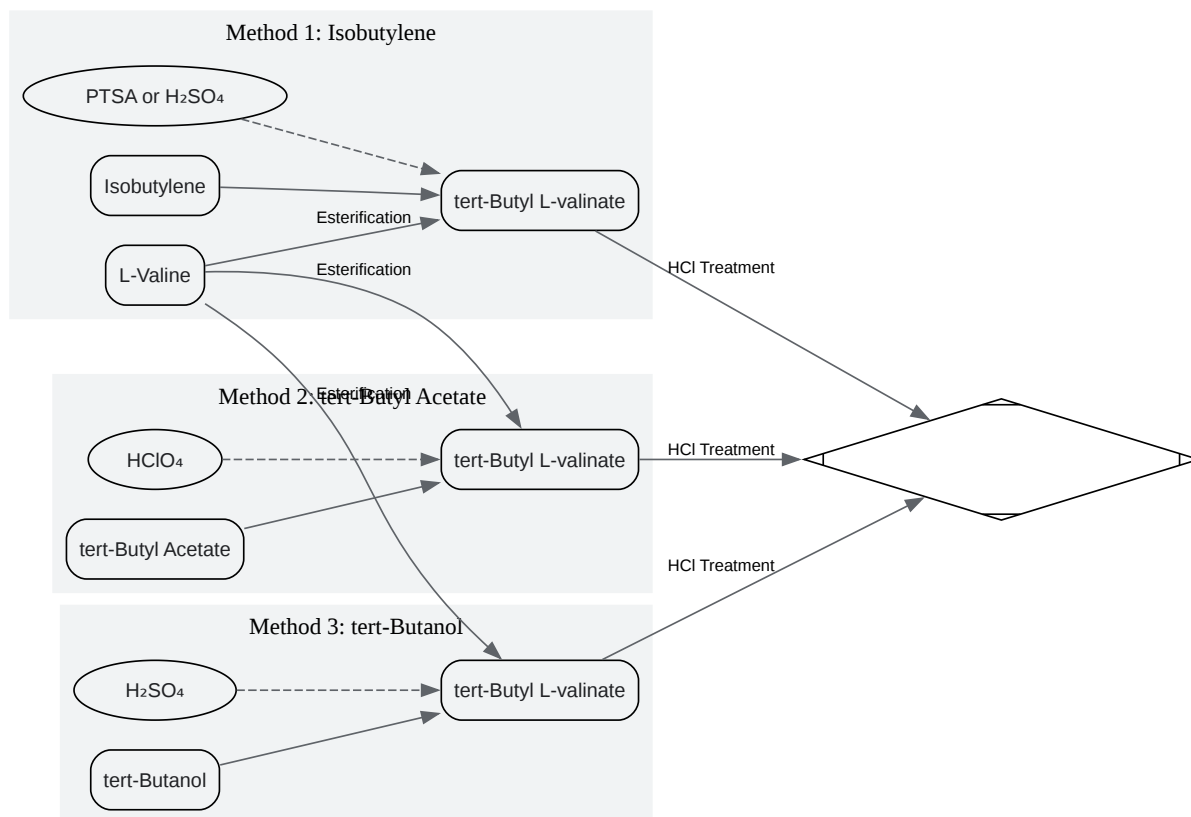 Method 1: Isobutylene
PTSA or H₂SO₄
Isobutylene
tert-Butyl L-valinate
Esterification
L-Valine
Esterification
HCl Treatment
Esterification
Method 2: tert-Butyl Acetate
HClO₄
tert-Butyl L-valinate
HCl Treatment
tert-Butyl Acetate
HCl Treatment
Method 3: tert-Butanol
H₂SO₄
tert-Butyl L-valinate
tert-Butanol